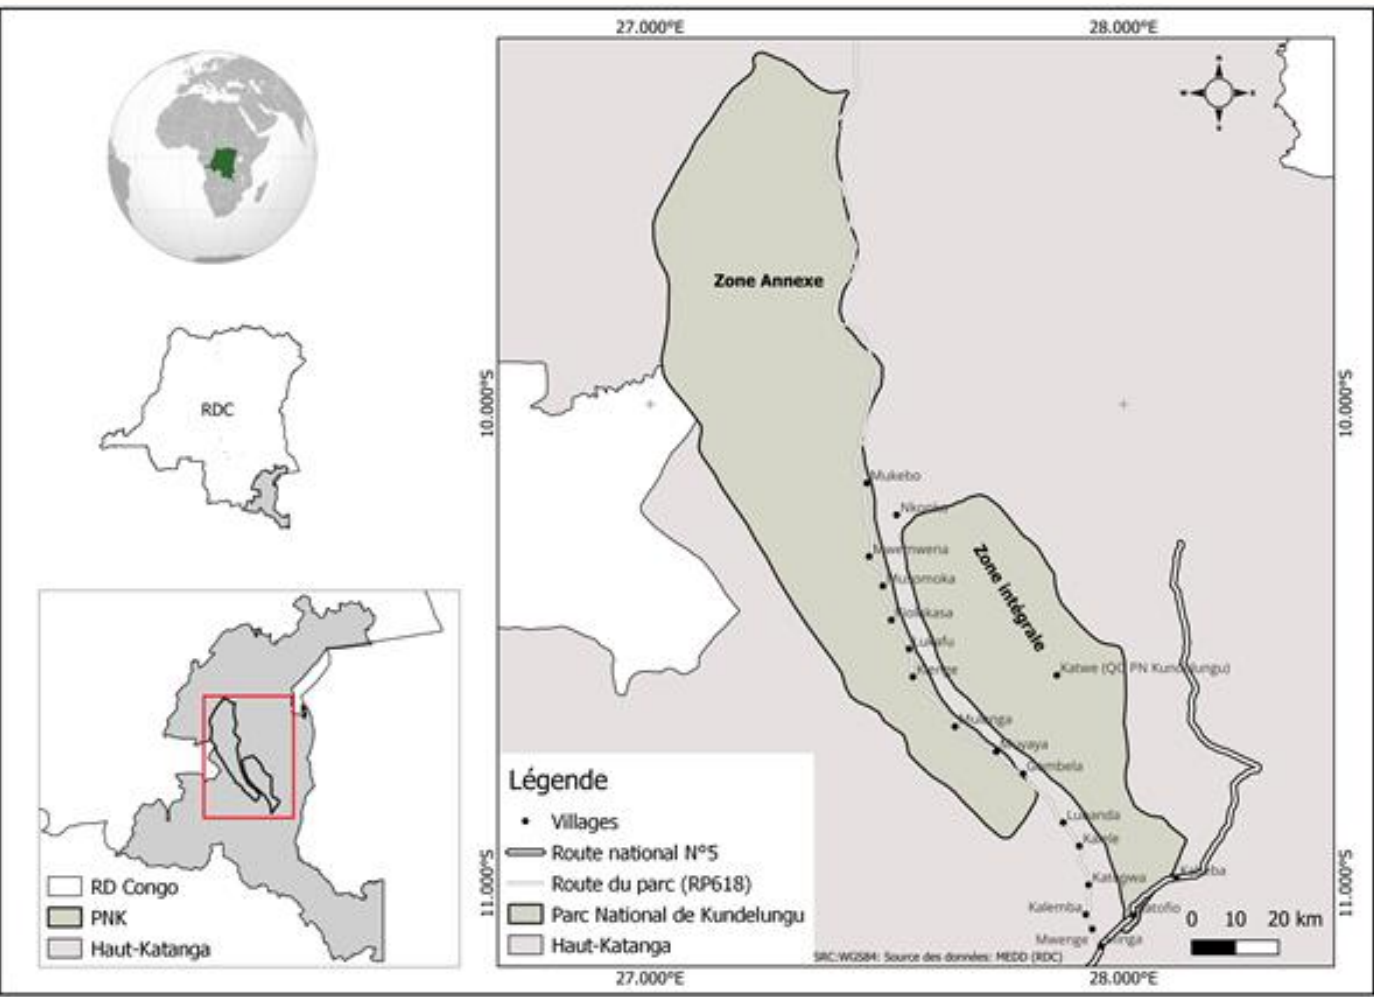 27.000°E
28.000°E
Zone Annexe
10.000°S
10.000°S
RDC
Mukebo
Zone intégrale
Katwe (QG PN Kundelungu)
Lukafu
Mulenga
Gombela
Légende
Villages
Route national N°5
Route du parc (RP618)
Parc National de Kundelungu
Haut-Katanga
Kalemba
Mwenge
0 10 20 km
11.000°S
11.000°S
RD Congo
PNK
Haut-Katanga
SRC:WGS84: Source des données: MEDD (RDC)
27.000°E
28.000°E